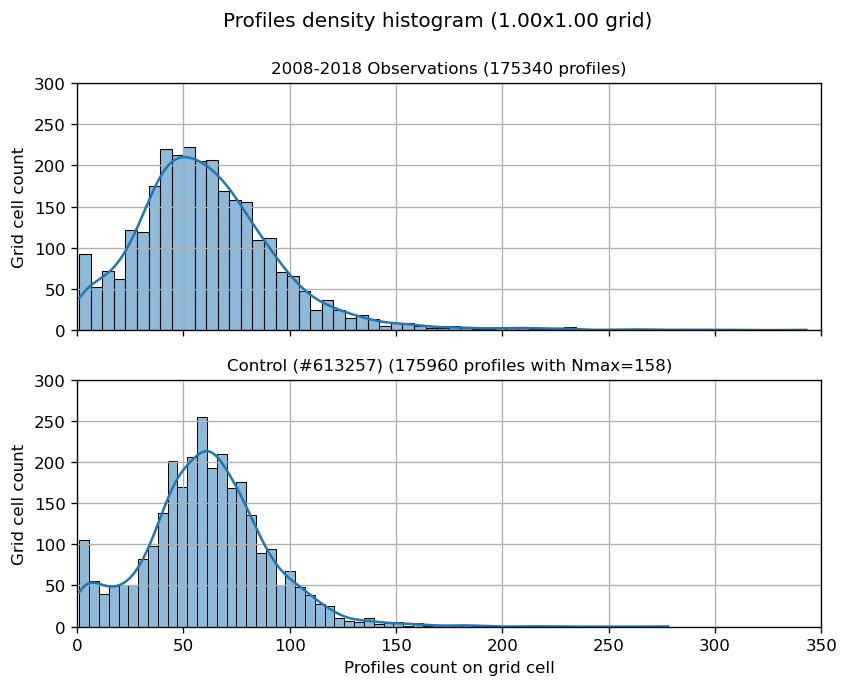 Profiles density histogram (1.00x1.00 grid)
2008-2018 Observations (175340 profiles)
300
250
200
150
100
50
0
Grid cell count
Control (#613257) (175960 profiles with Nmax=158)
300
250
200
150
100
50
0
Grid cell count
0 50 100 150 200 250 300 350
Profiles count on grid cell